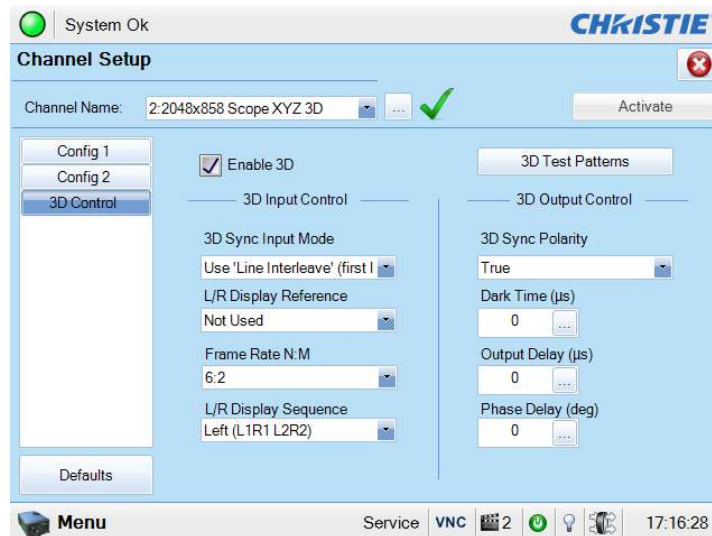 System Ok
CHRISTIE
Channel Setup
Channel Name: 2:2048x858 Scope XYZ 3D ... Activate
Config 1
Config 2
3D Control
Defaults
Enable 3D
3D Test Patterns
3D Input Control
3D Sync Input Mode
Use 'Line Interleave' (first l
L/R Display Reference
Not Used
Frame Rate N:M
6:2
L/R Display Sequence
Left (L1R1 L2R2)
3D Output Control
3D Sync Polarity
True
Dark Time (µs)
0 ...
Output Delay (µs)
0 ...
Phase Delay (deg)
0 ...
Menu Service VNC 2 17:16:28